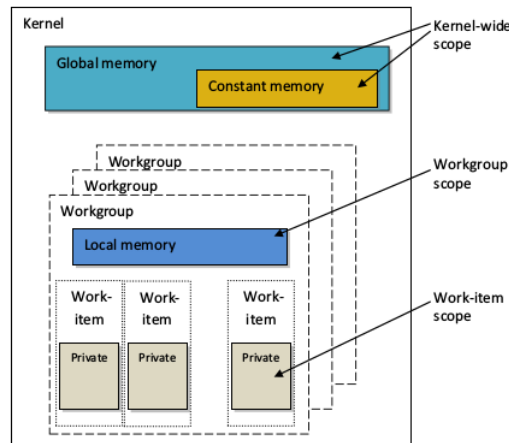 Kernel
Kernel-wide
scope
Global memory
Constant memory
Workgroup
Workgroup
Workgroup
Workgroup
scope
Local memory
Work-
item
Work-
item
Work-
item
Work-item
scope
Private
Private
Private